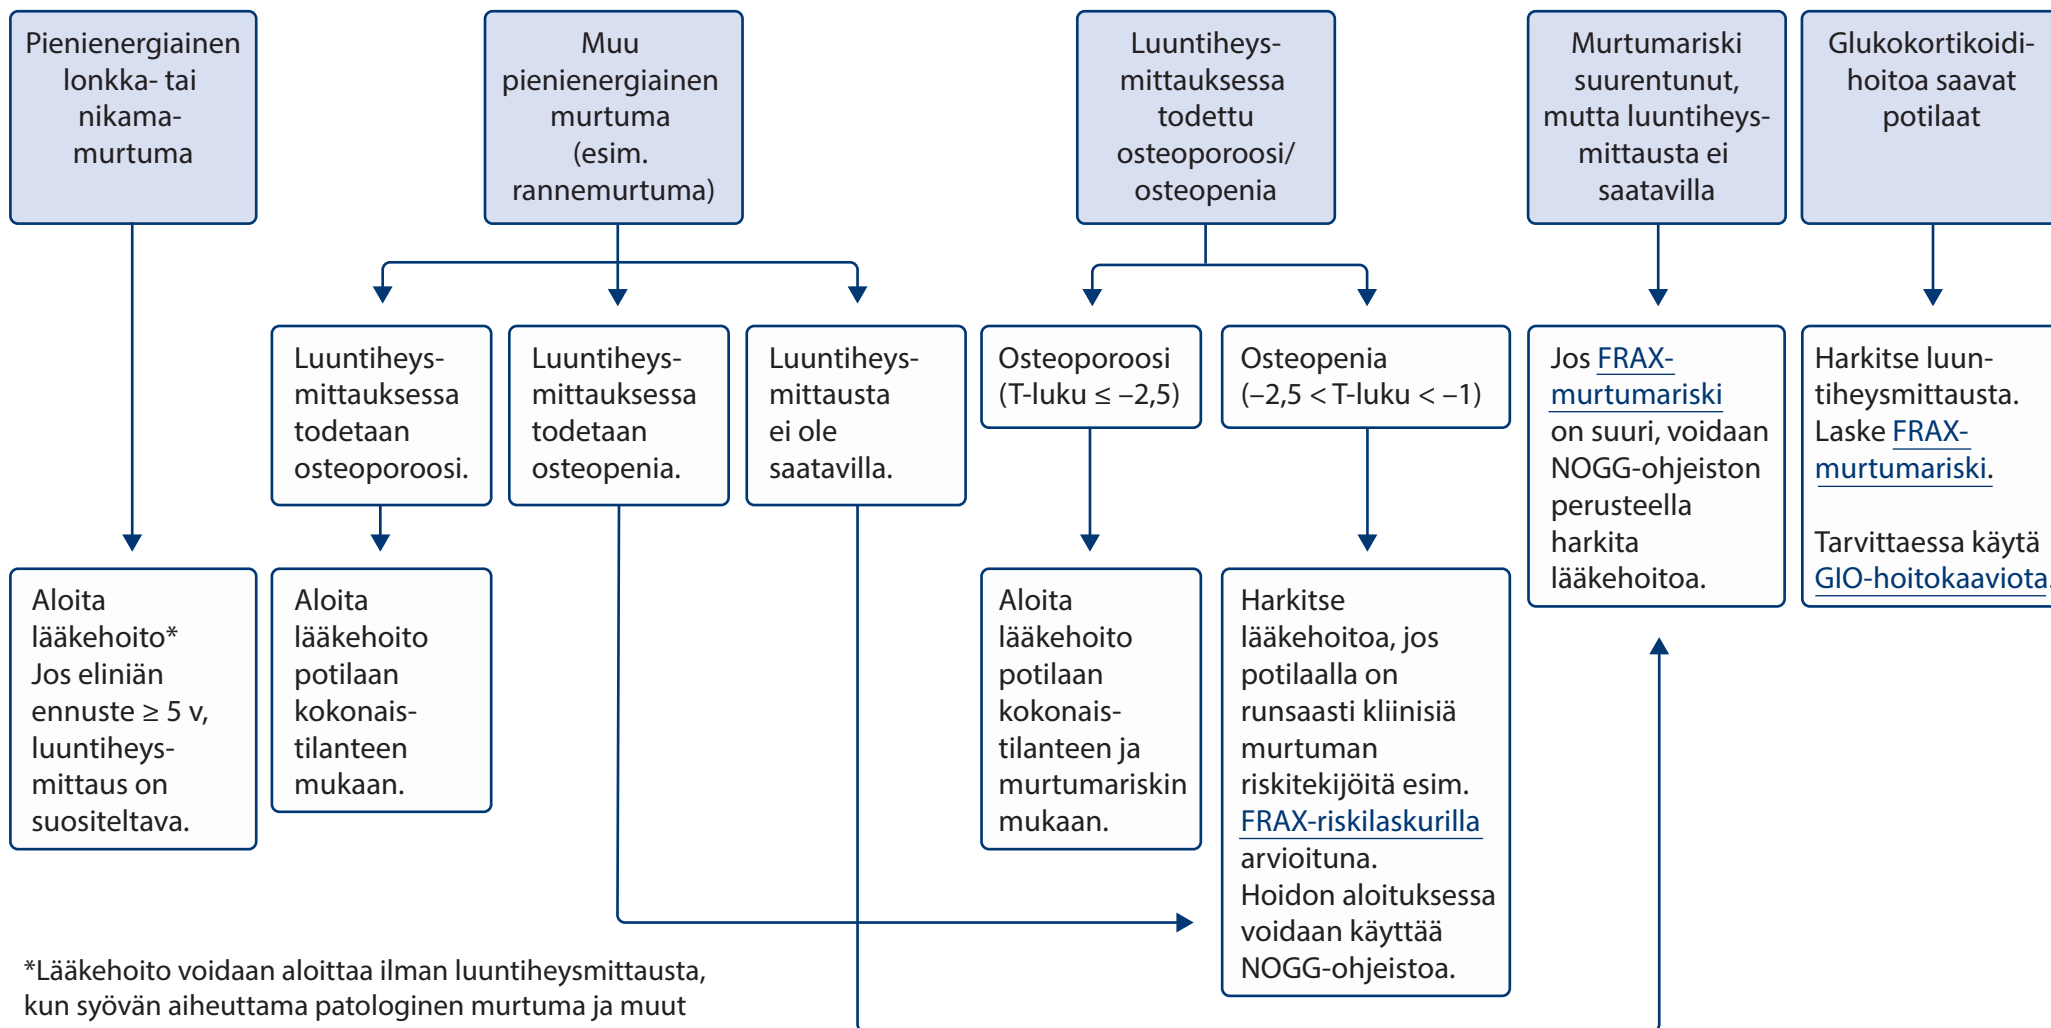 Pienienergiainen
lonkka- tai
nikama-
murtuma
Muu
pienienergiainen
murtuma
(esim.
rannemurtuma)
Luuntiheys-
mittauksessa
todettu
osteoporoosi/
osteopenia
Murtumariski
suurentunut,
mutta luuntiheys-
mittausta ei
saatavilla
Glukokortikoidi-
hoitoa saavat
potilaat
Luuntiheys-
mittauksessa
todetaan
osteoporoosi.
Luuntiheys-
mittauksessa
todetaan
osteopenia.
Luuntiheys-
mittausta
ei ole
saatavilla.
Osteoporoosi
(T-luku ≤ –2,5)
Osteopenia
(–2,5 < T-luku < –1)
Jos FRAX-
murtumariski
on suuri, voidaan
NOGG-ohjeiston
perusteella
harkita
lääkehoitoa.
Harkitse luun-
tiheysmittausta.
Laske FRAX-
murtumariski.
Tarvittaessa käytä
GIO-hoitokaaviota.
Aloita
lääkehoito*
Jos eliniän
ennuste ≥ 5 v,
luuntiheys-
mittaus on
suositeltava.
Aloita
lääkehoito
potilaan
kokonais-
tilanteen
mukaan.
Aloita
lääkehoito
potilaan
kokonais-
tilanteen ja
murtumariskin
mukaan.
Harkitse
lääkehoitoa, jos
potilaalla on
runsaasti kliinisiä
murtuman
riskitekijöitä esim.
FRAX-riskilaskurilla
arvioituna.
Hoidon aloituksessa
voidaan käyttää
NOGG-ohjeistoa.
*Lääkehoito voidaan aloittaa ilman luuntiheysmittausta,
kun syövän aiheuttama patologinen murtuma ja muut